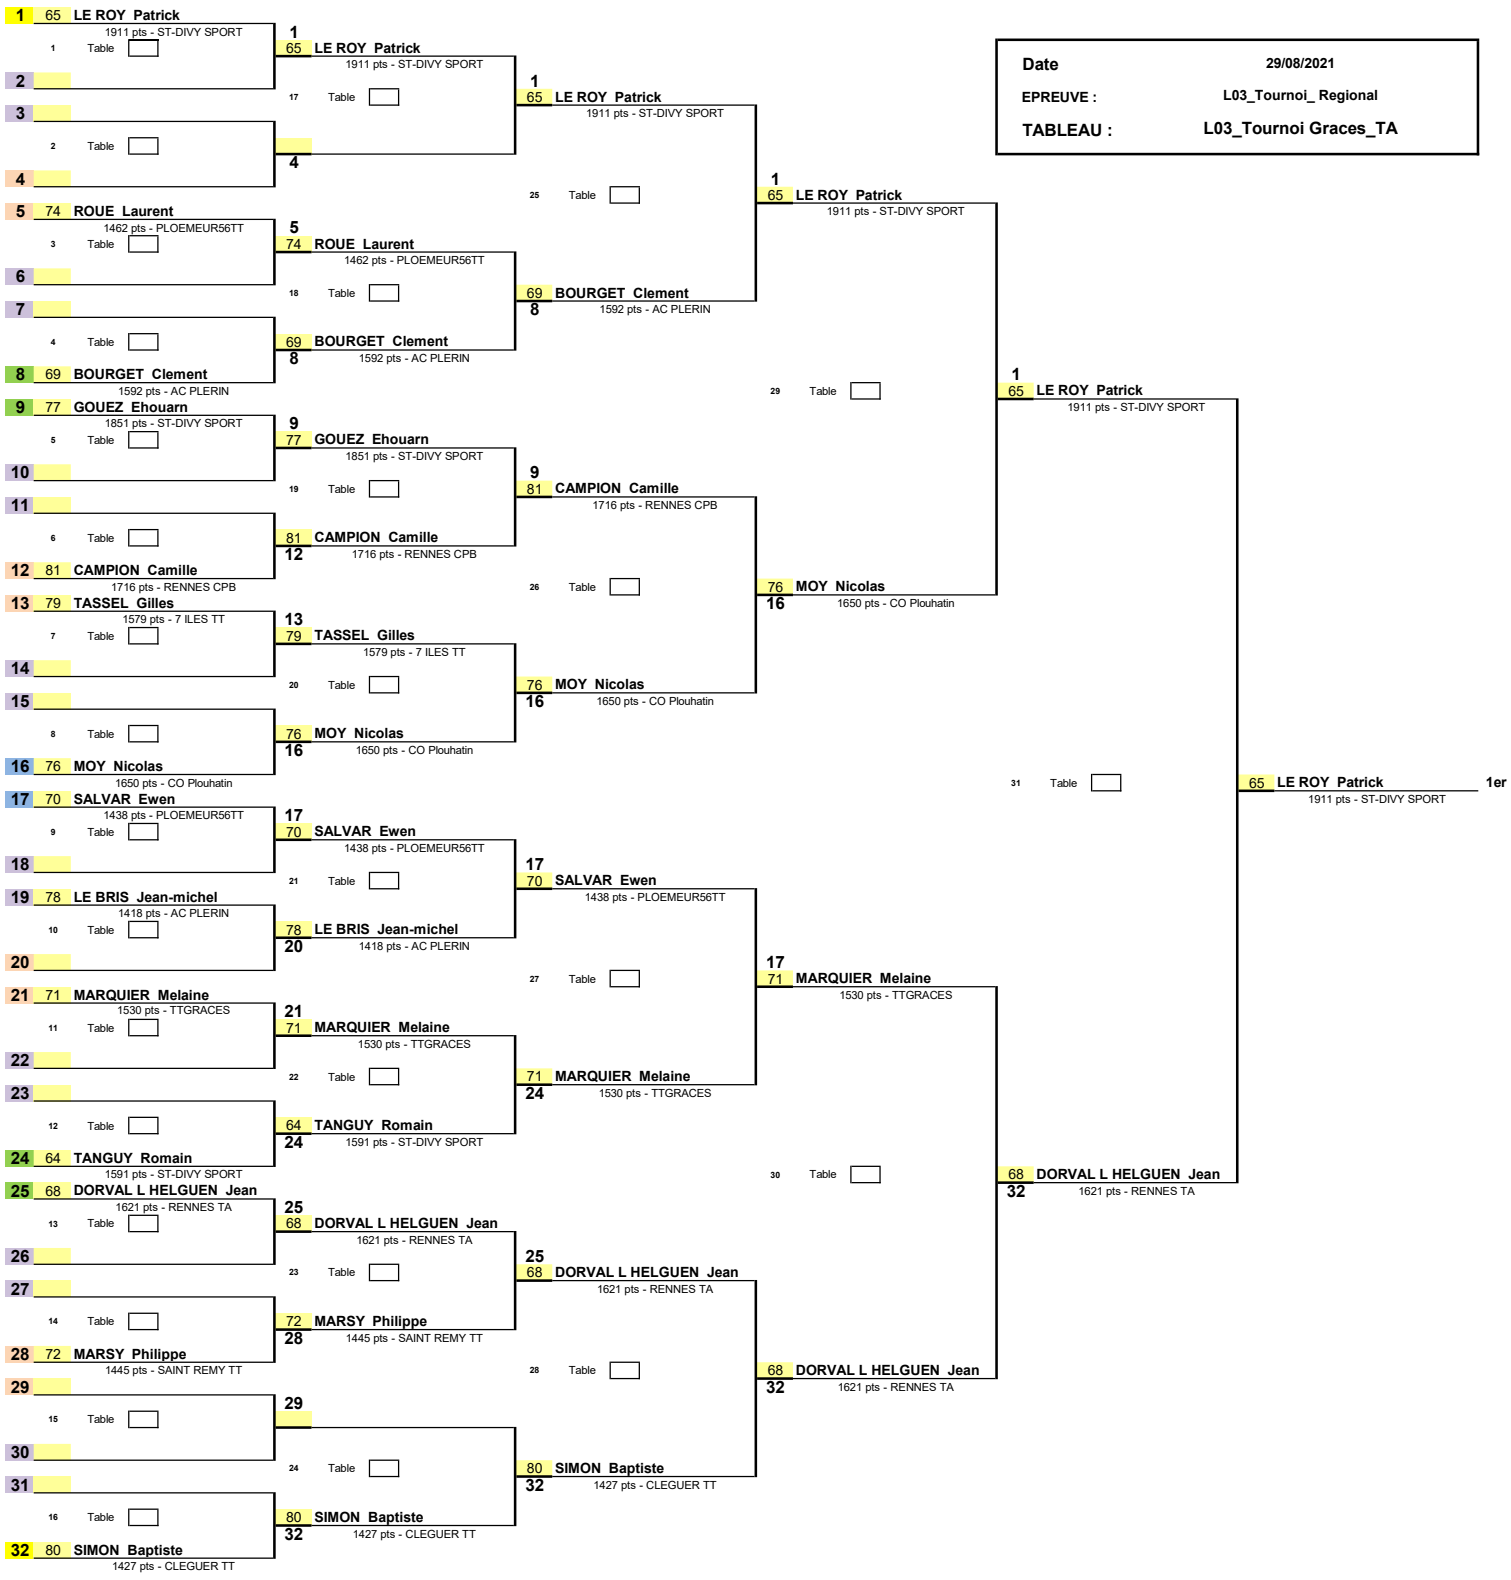 Date 29/08/2021
EPREUVE : L03_Tournoi_ Regional
TABLEAU : L03_Tournoi Graces_TA
1 65 LE ROY Patrick
1911 pts - ST-DIVY SPORT
1 Table
2
3
2 Table
4
5 74 ROUE Laurent
1462 pts - PLOEMEUR56TT
3 Table
6
7
4 Table
8 69 BOURGET Clement
1592 pts - AC PLERIN
9 77 GOUEZ Ehouarn
1851 pts - ST-DIVY SPORT
5 Table
10
11
6 Table
12 81 CAMPION Camille
1716 pts - RENNES CPB
13 79 TASSEL Gilles
1579 pts - 7 ILES TT
7 Table
14
15
8 Table
16 76 MOY Nicolas
1650 pts - CO Plouhatin
17 70 SALVAR Ewen
1438 pts - PLOEMEUR56TT
9 Table
18
19 78 LE BRIS Jean-michel
1418 pts - AC PLERIN
10 Table
20
21 71 MARQUIER Melaine
1530 pts - TTGRACES
11 Table
22
23
12 Table
24 64 TANGUY Romain
1591 pts - ST-DIVY SPORT
25 68 DORVAL L HELGUEN Jean
1621 pts - RENNES TA
13 Table
26
27
14 Table
28 72 MARSY Philippe
1445 pts - SAINT REMY TT
29
15 Table
30
31
16 Table
32 80 SIMON Baptiste
1427 pts - CLEGUER TT
1
65 LE ROY Patrick
1911 pts - ST-DIVY SPORT
17 Table
4
5
74 ROUE Laurent
1462 pts - PLOEMEUR56TT
18 Table
69 BOURGET Clement
8 1592 pts - AC PLERIN
9
77 GOUEZ Ehouarn
1851 pts - ST-DIVY SPORT
19 Table
81 CAMPION Camille
12 1716 pts - RENNES CPB
13
79 TASSEL Gilles
1579 pts - 7 ILES TT
20 Table
76 MOY Nicolas
16 1650 pts - CO Plouhatin
17
70 SALVAR Ewen
1438 pts - PLOEMEUR56TT
21 Table
78 LE BRIS Jean-michel
20 1418 pts - AC PLERIN
21
71 MARQUIER Melaine
1530 pts - TTGRACES
22 Table
64 TANGUY Romain
24 1591 pts - ST-DIVY SPORT
25
68 DORVAL L HELGUEN Jean
1621 pts - RENNES TA
23 Table
72 MARSY Philippe
28 1445 pts - SAINT REMY TT
29
24 Table
80 SIMON Baptiste
32 1427 pts - CLEGUER TT
1
65 LE ROY Patrick
1911 pts - ST-DIVY SPORT
25 Table
69 BOURGET Clement
8 1592 pts - AC PLERIN
9
81 CAMPION Camille
1716 pts - RENNES CPB
26 Table
76 MOY Nicolas
16 1650 pts - CO Plouhatin
17
70 SALVAR Ewen
1438 pts - PLOEMEUR56TT
27 Table
71 MARQUIER Melaine
24 1530 pts - TTGRACES
25
68 DORVAL L HELGUEN Jean
1621 pts - RENNES TA
28 Table
80 SIMON Baptiste
32 1427 pts - CLEGUER TT
1
65 LE ROY Patrick
1911 pts - ST-DIVY SPORT
29 Table
76 MOY Nicolas
16 1650 pts - CO Plouhatin
17
71 MARQUIER Melaine
1530 pts - TTGRACES
30 Table
68 DORVAL L HELGUEN Jean
32 1621 pts - RENNES TA
1
65 LE ROY Patrick
1911 pts - ST-DIVY SPORT
31 Table
68 DORVAL L HELGUEN Jean
32 1621 pts - RENNES TA
65 LE ROY Patrick 1er
1911 pts - ST-DIVY SPORT